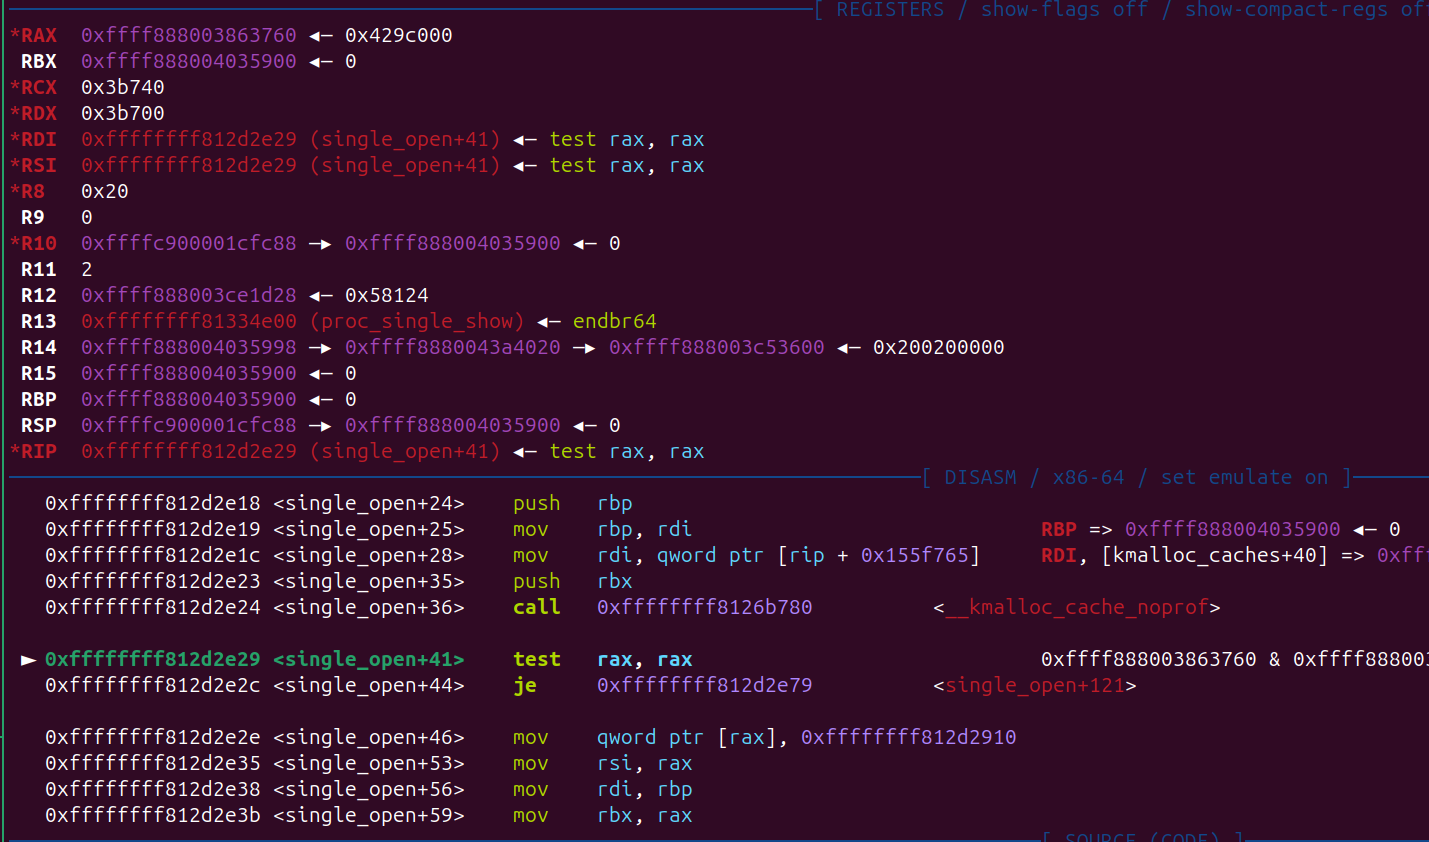 [ REGISTERS / show-flags off / show-compact-regs off
*RAX 0xffff888003863760 ◂— 0x429c000
RBX 0xffff888004035900 ◂— 0
*RCX 0x3b740
*RDX 0x3b700
*RDI 0xffffffff812d2e29 (single_open+41) ◂— test rax, rax
*RSI 0xffffffff812d2e29 (single_open+41) ◂— test rax, rax
*R8 0x20
R9 0
*R10 0xffffc900001cfc88 —▸ 0xffff888004035900 ◂— 0
R11 2
R12 0xffff888003ce1d28 ◂— 0x58124
R13 0xffffffff81334e00 (proc_single_show) ◂— endbr64
R14 0xffff888004035998 —▸ 0xffff8880043a4020 —▸ 0xffff888003c53600 ◂— 0x200200000
R15 0xffff888004035900 ◂— 0
RBP 0xffff888004035900 ◂— 0
RSP 0xffffc900001cfc88 —▸ 0xffff888004035900 ◂— 0
*RIP 0xffffffff812d2e29 (single_open+41) ◂— test rax, rax
[ DISASM / x86-64 / set emulate on ]
0xffffffff812d2e18 <single_open+24> push rbp
0xffffffff812d2e19 <single_open+25> mov rbp, rdi RBP => 0xffff888004035900 ◂— 0
0xffffffff812d2e1c <single_open+28> mov rdi, qword ptr [rip + 0x155f765] RDI, [kmalloc_caches+40] => 0xfff
0xffffffff812d2e23 <single_open+35> push rbx
0xffffffff812d2e24 <single_open+36> call 0xffffffff8126b780 <__kmalloc_cache_noprof>
► 0xffffffff812d2e29 <single_open+41> test rax, rax 0xffff888003863760 & 0xffff888003
0xffffffff812d2e2c <single_open+44> je 0xffffffff812d2e79 <single_open+121>
0xffffffff812d2e2e <single_open+46> mov qword ptr [rax], 0xffffffff812d2910
0xffffffff812d2e35 <single_open+53> mov rsi, rax
0xffffffff812d2e38 <single_open+56> mov rdi, rbp
0xffffffff812d2e3b <single_open+59> mov rbx, rax
[ SOURCE (CODE) ]